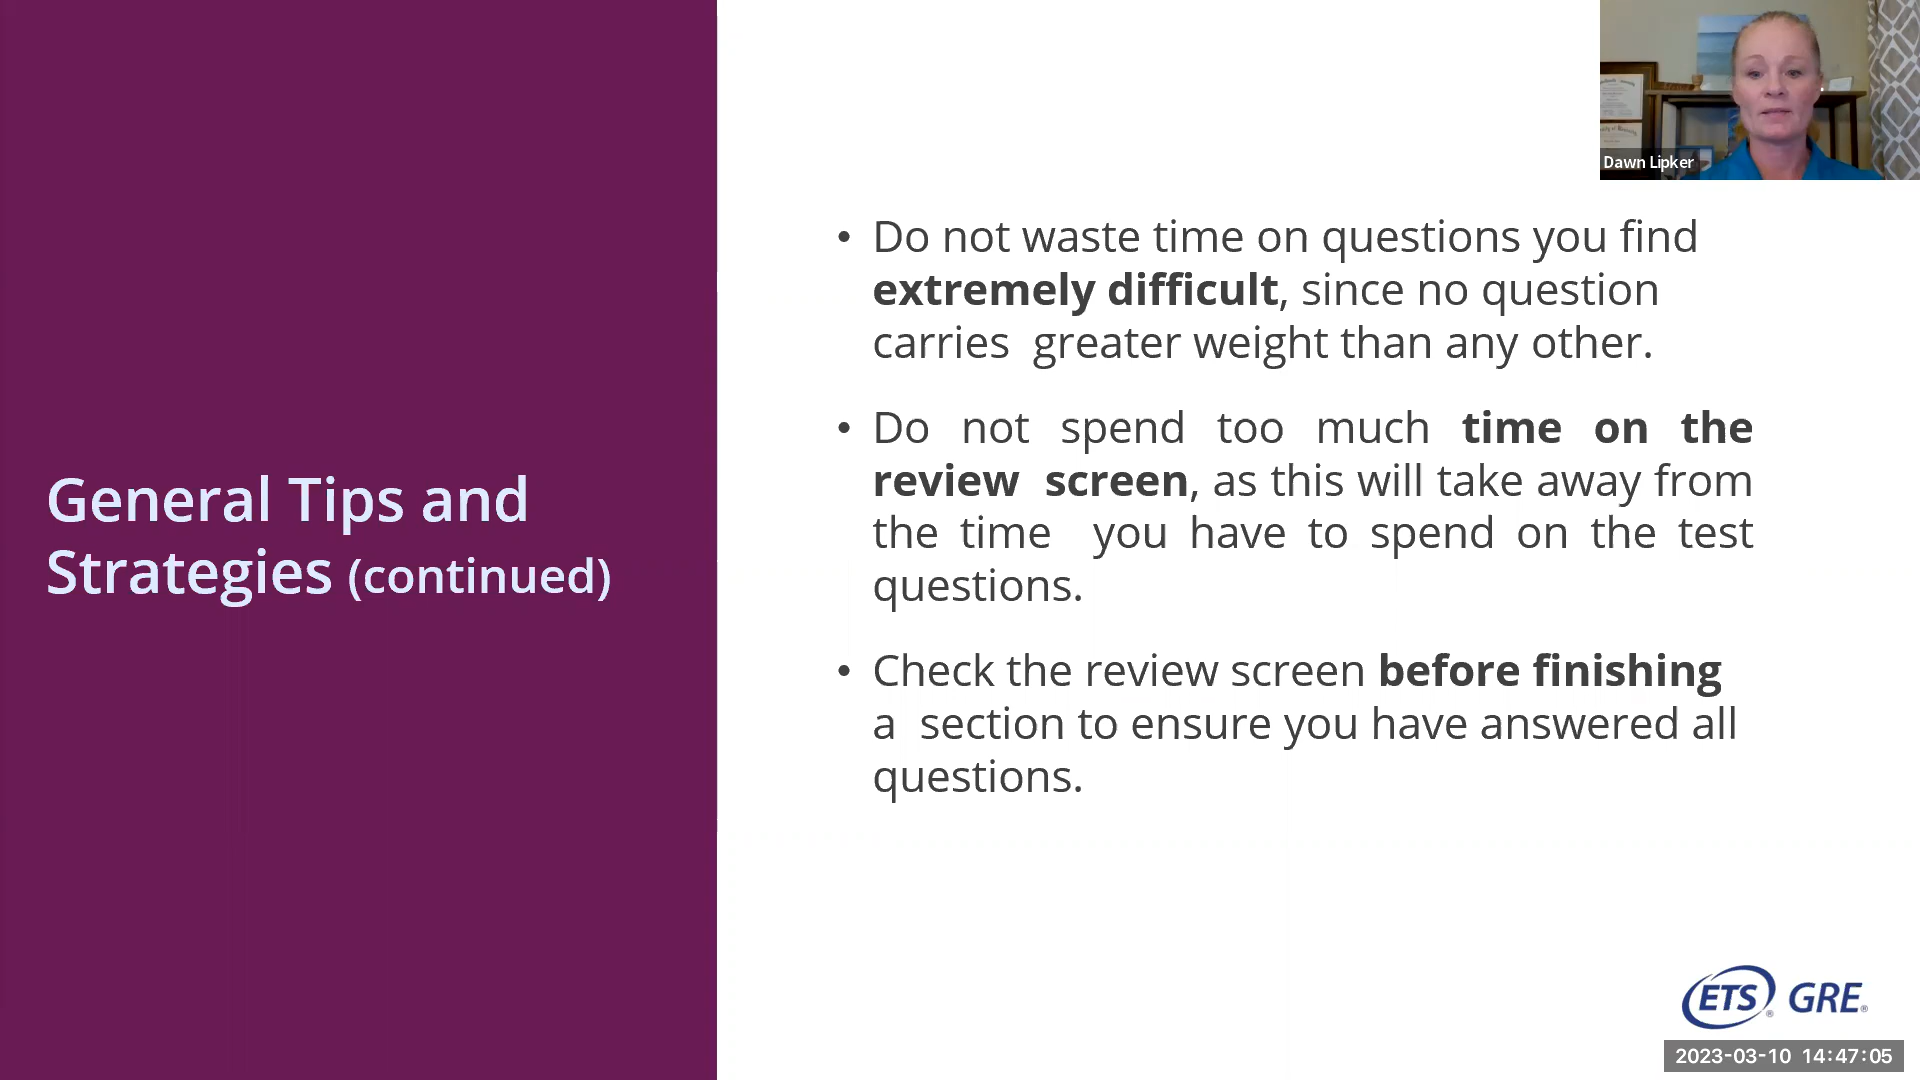 Dawn Lipker
General Tips and
Strategies (continued)
• Do not waste time on questions you find
extremely difficult, since no question
carries greater weight than any other.
• Do not spend too much time on the
review screen, as this will take away from
the time you have to spend on the test
questions.
• Check the review screen before finishing
a section to ensure you have answered all
questions.
ETS® GRE®
2023-03-10 14:47:05